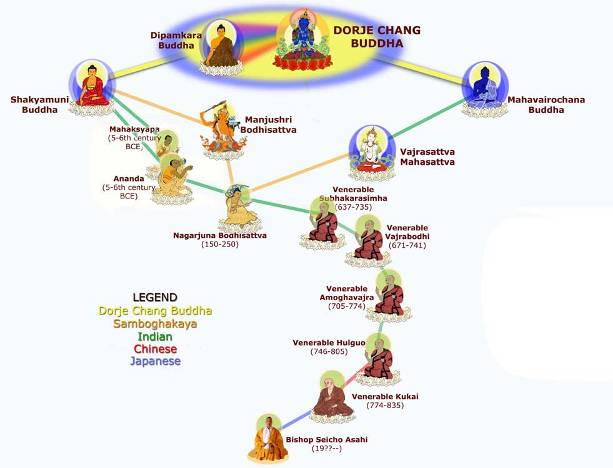 Dipamkara
Buddha
DORJE CHANG
BUDDHA
Shakyamuni
Buddha
Mahavairochana
Buddha
Manjushri
Bodhisattva
Mahaksyapa
(5-6th century
BCE)
Vajrasattva
Mahasattva
Ananda
(5-6th century
BCE)
Venerable
Subhakarasimha
(637-735)
Nagarjuna Bodhisattva
(150-250)
Venerable
Vajrabodhi
(671-741)
Venerable
Amoghavajra
(705-774)
LEGEND
Dorje Chang Buddha
Samboghakaya
Indian
Chinese
Japanese
Venerable Huiguo
(746-805)
Venerable Kukai
(774-835)
Bishop Seicho Asahi
(19??--)